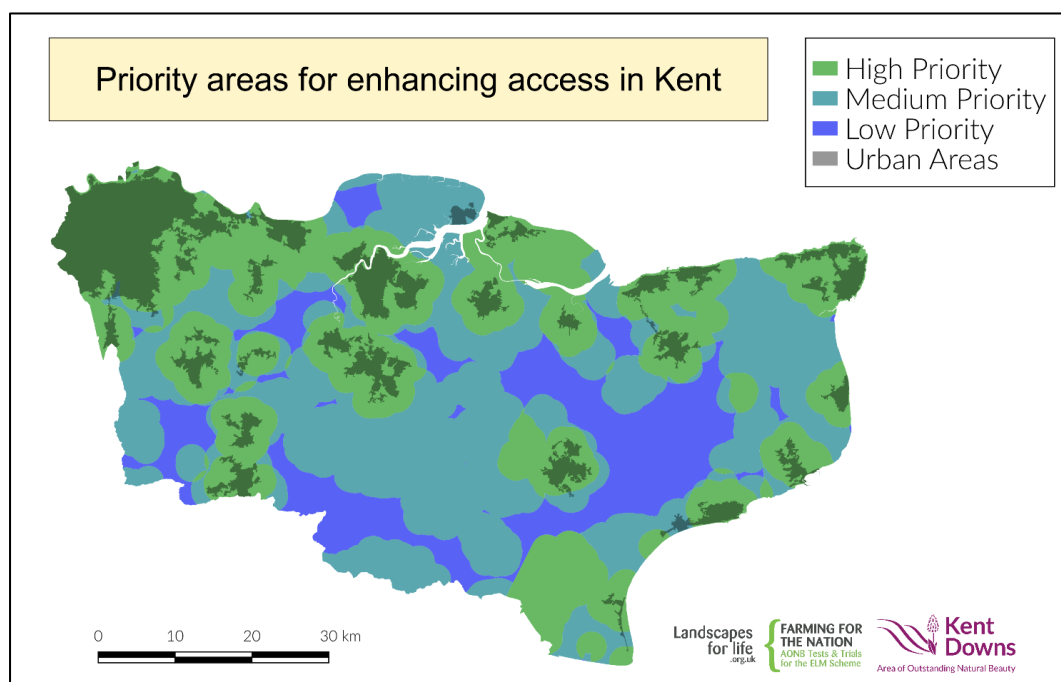 Priority areas for enhancing access in Kent
High Priority
Medium Priority
Low Priority
Urban Areas
0 10 20 30 km
Landscapes
for life
.org.uk
FARMING FOR
THE NATION
AONB Tests & Trials
for the ELM Scheme
Kent
Downs
Area of Outstanding Natural Beauty